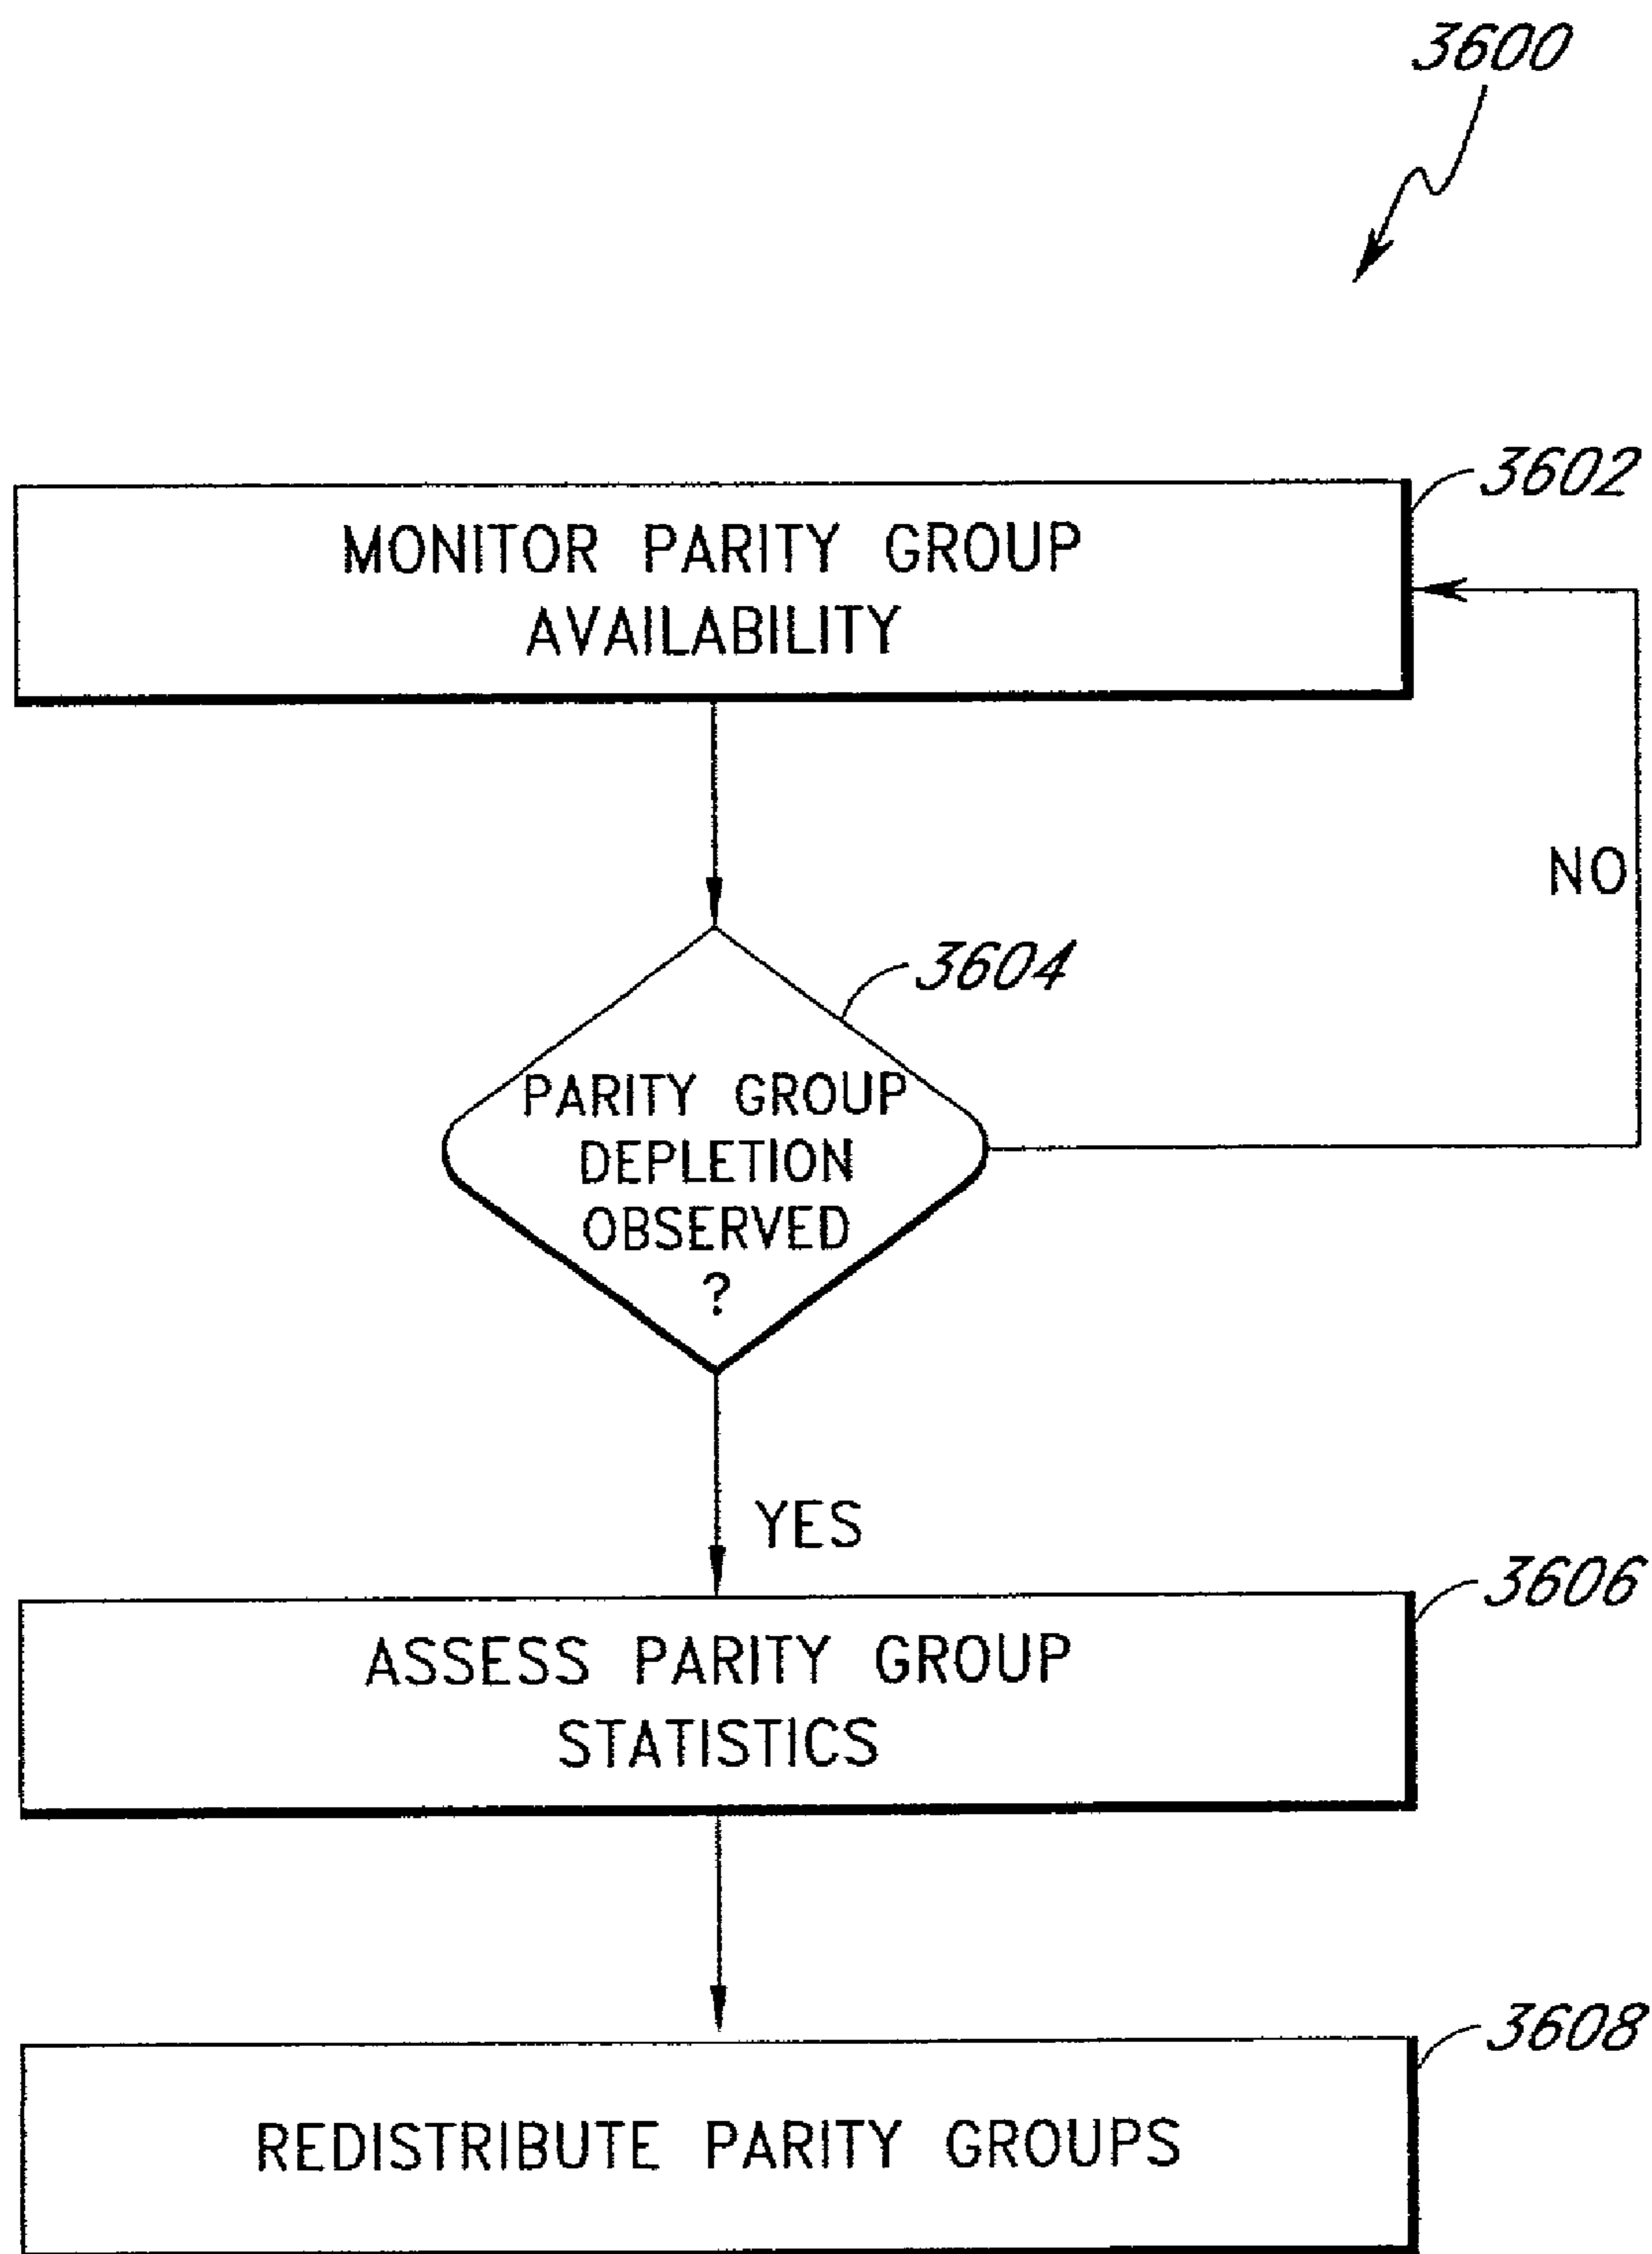 3600
3602
MONITOR PARITY GROUP
AVAILABILITY
NO
3604
PARITY GROUP
DEPLETION
OBSERVED
?
YES
3606
ASSESS PARITY GROUP
STATISTICS
3608
REDISTRIBUTE PARITY GROUPS